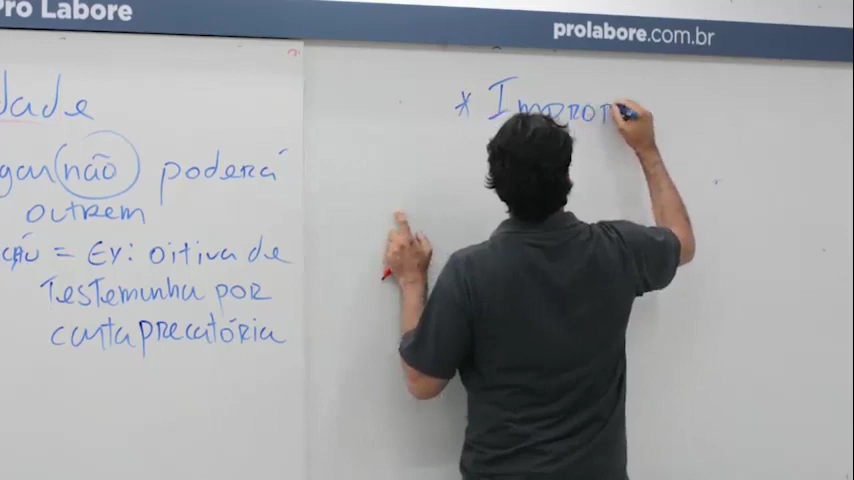 Pro Labore
prolabore.com.br
dade
gar (não) poderá
outrem
ção = Ex: oitiva de
testemunha por
carta precatória
* Impror